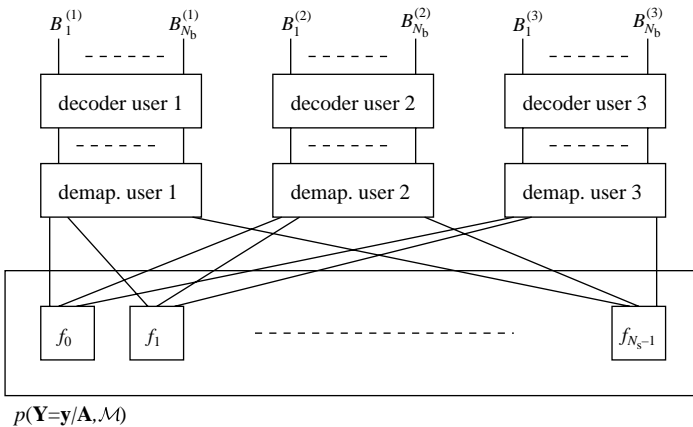 B_1^{(1)} B_{N_b}^{(1)} B_1^{(2)} B_{N_b}^{(2)} B_1^{(3)} B_{N_b}^{(3)}
decoder user 1 decoder user 2 decoder user 3
demap. user 1 demap. user 2 demap. user 3
f_0 f_1 f_{N_s−1}
p(Y=y/A,ℳ)